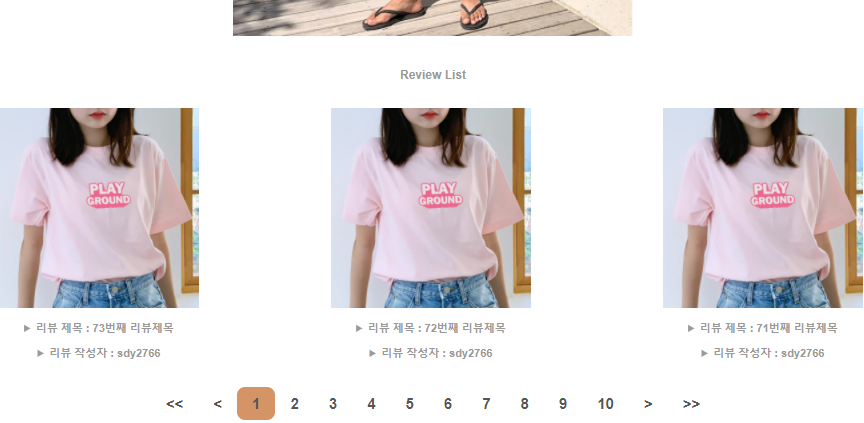 Review List
PLAY
GROUND
PLAY
GROUND
PLAY
GROUND
▶ 리뷰 제목 : 73번째 리뷰제목
▶ 리뷰 작성자 : sdy2766
▶ 리뷰 제목 : 72번째 리뷰제목
▶ 리뷰 작성자 : sdy2766
▶ 리뷰 제목 : 71번째 리뷰제목
▶ 리뷰 작성자 : sdy2766
<< < 1 2 3 4 5 6 7 8 9 10 > >>